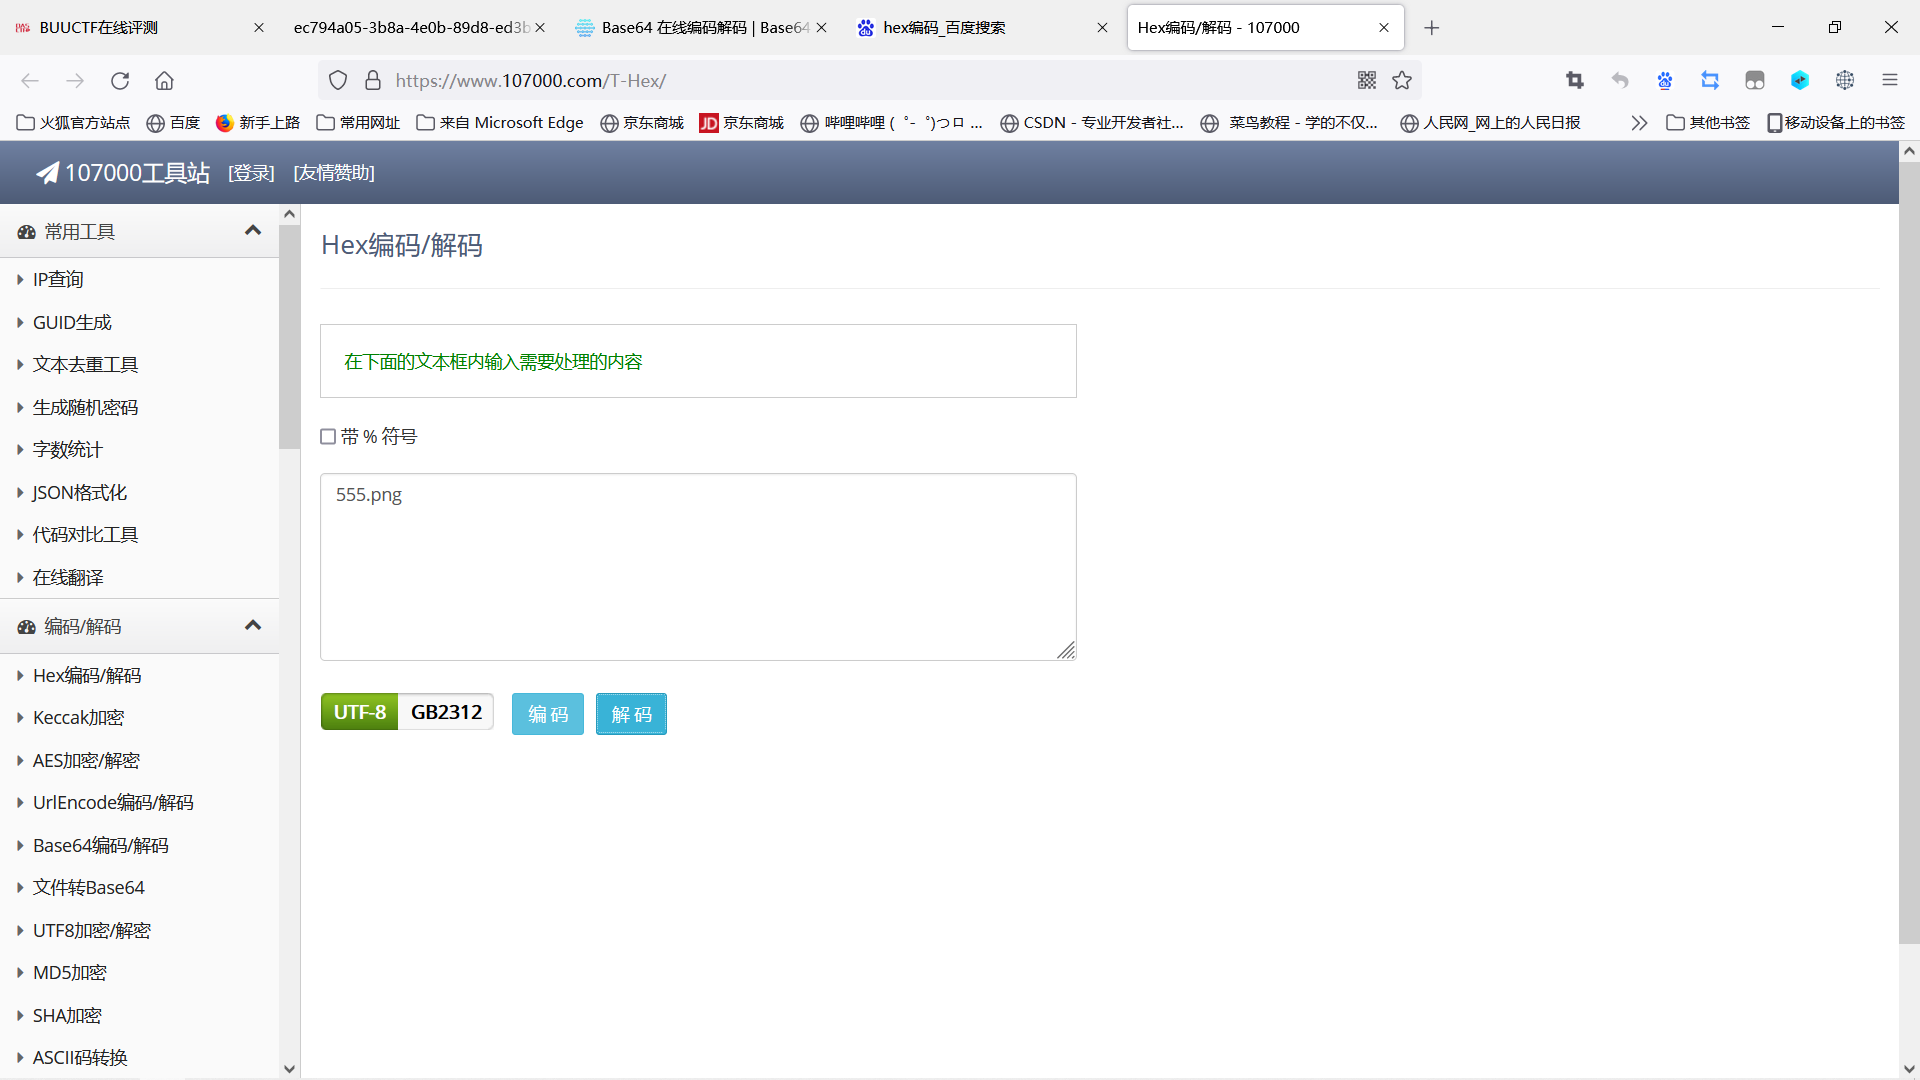 BUUCTF在线评测
ec794a05-3b8a-4e0b-89d8-ed3b
Base64 在线编码解码 | Base64
hex编码_百度搜索
Hex编码/解码 - 107000
https://www.107000.com/T-Hex/
火狐官方站点
百度
新手上路
常用网址
来自 Microsoft Edge
京东商城
JD 京东商城
哔哩哔哩 ( ゜- ゜)つロ ...
CSDN - 专业开发者社...
菜鸟教程 - 学的不仅...
人民网_网上的人民日报
其他书签
移动设备上的书签
107000工具站 [登录] [友情赞助]
常用工具
IP查询
GUID生成
文本去重工具
生成随机密码
字数统计
JSON格式化
代码对比工具
在线翻译
编码/解码
Hex编码/解码
Keccak加密
AES加密/解密
UrlEncode编码/解码
Base64编码/解码
文件转Base64
UTF8加密/解密
MD5加密
SHA加密
ASCII码转换
Hex编码/解码
在下面的文本框内输入需要处理的内容
带 % 符号
555.png
UTF-8 GB2312 编 码 解 码